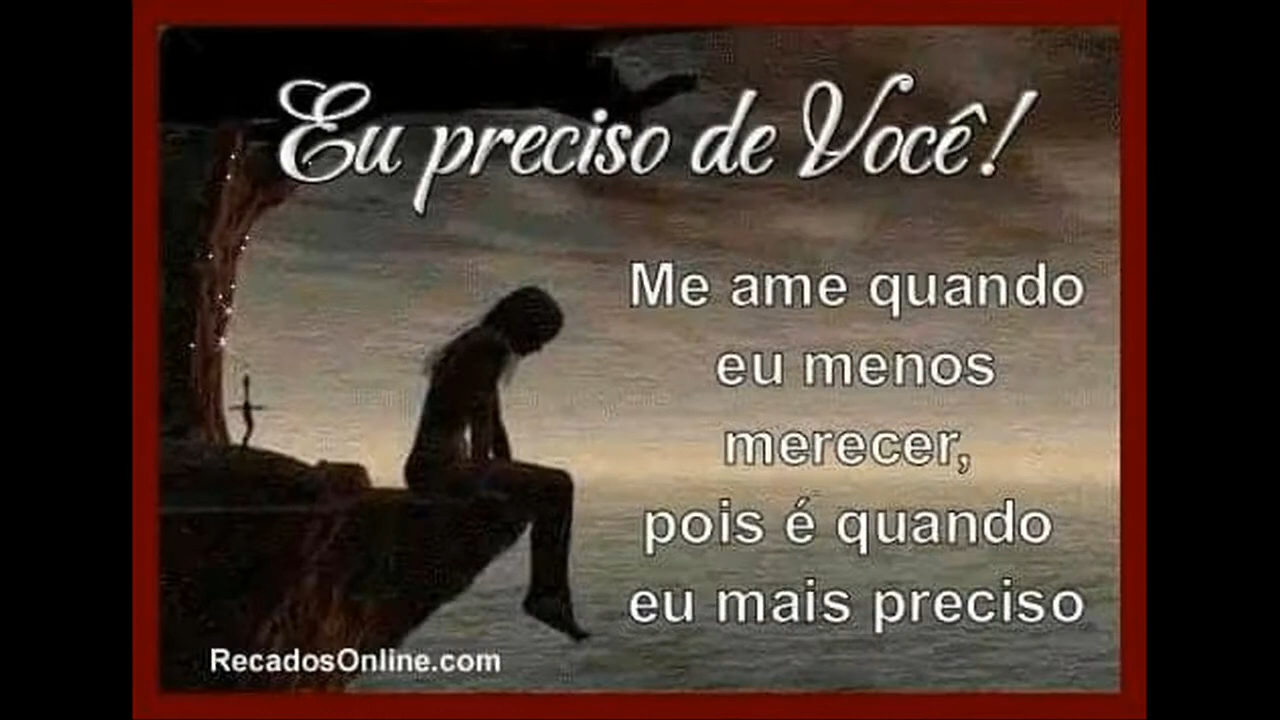 Eu preciso de Você!
Me ame quando
eu menos
merecer,
pois é quando
eu mais preciso
RecadosOnline.com